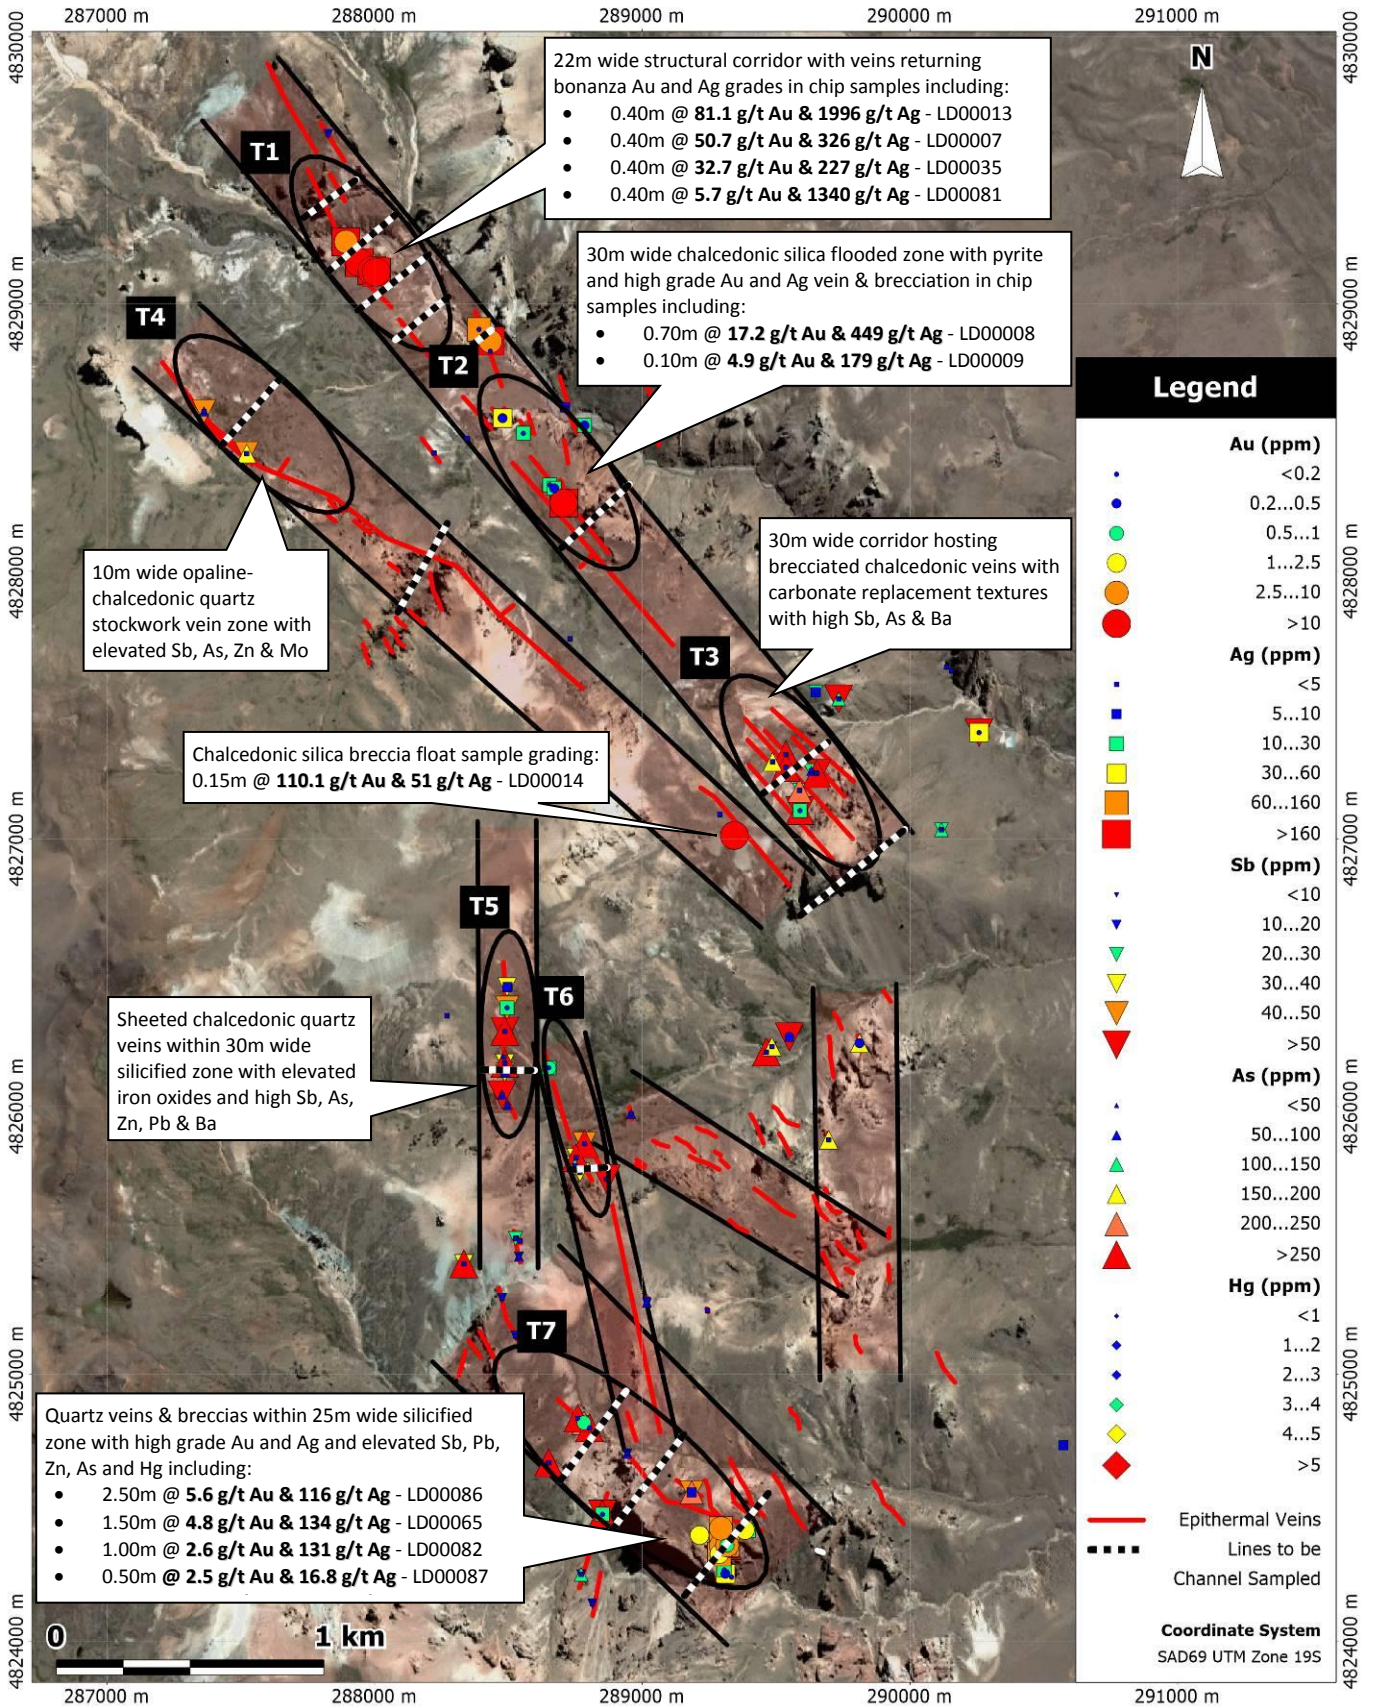 287000 m
288000 m
289000 m
290000 m
291000 m
4830000
4830000
N
22m wide structural corridor with veins returning
bonanza Au and Ag grades in chip samples including:
• 0.40m @ 81.1 g/t Au & 1996 g/t Ag - LD00013
• 0.40m @ 50.7 g/t Au & 326 g/t Ag - LD00007
• 0.40m @ 32.7 g/t Au & 227 g/t Ag - LD00035
• 0.40m @ 5.7 g/t Au & 1340 g/t Ag - LD00081
T1
30m wide chalcedonic silica flooded zone with pyrite
and high grade Au and Ag vein & brecciation in chip
samples including:
• 0.70m @ 17.2 g/t Au & 449 g/t Ag - LD00008
• 0.10m @ 4.9 g/t Au & 179 g/t Ag - LD00009
4829000 m
4829000 m
T4
T2
10m wide opaline-
chalcedonic quartz
stockwork vein zone with
elevated Sb, As, Zn & Mo
30m wide corridor hosting
brecciated chalcedonic veins with
carbonate replacement textures
with high Sb, As & Ba
4828000 m
4828000 m
T3
Chalcedonic silica breccia float sample grading:
0.15m @ 110.1 g/t Au & 51 g/t Ag - LD00014
4827000 m
4827000 m
T5
T6
Sheeted chalcedonic quartz
veins within 30m wide
silicified zone with elevated
iron oxides and high Sb, As,
Zn, Pb & Ba
4826000 m
4826000 m
T7
4825000 m
4825000 m
Quartz veins & breccias within 25m wide silicified
zone with high grade Au and Ag and elevated Sb, Pb,
Zn, As and Hg including:
• 2.50m @ 5.6 g/t Au & 116 g/t Ag - LD00086
• 1.50m @ 4.8 g/t Au & 134 g/t Ag - LD00065
• 1.00m @ 2.6 g/t Au & 131 g/t Ag - LD00082
• 0.50m @ 2.5 g/t Au & 16.8 g/t Ag - LD00087
0 1 km
4824000 m
4824000 m
Legend
Au (ppm)
<0.2
0.2...0.5
0.5...1
1...2.5
2.5...10
>10
Ag (ppm)
<5
5...10
10...30
30...60
60...160
>160
Sb (ppm)
<10
10...20
20...30
30...40
40...50
>50
As (ppm)
<50
50...100
100...150
150...200
200...250
>250
Hg (ppm)
<1
1...2
2...3
3...4
4...5
>5
Epithermal Veins
Lines to be
Channel Sampled
Coordinate System
SAD69 UTM Zone 19S
287000 m
288000 m
289000 m
290000 m
291000 m